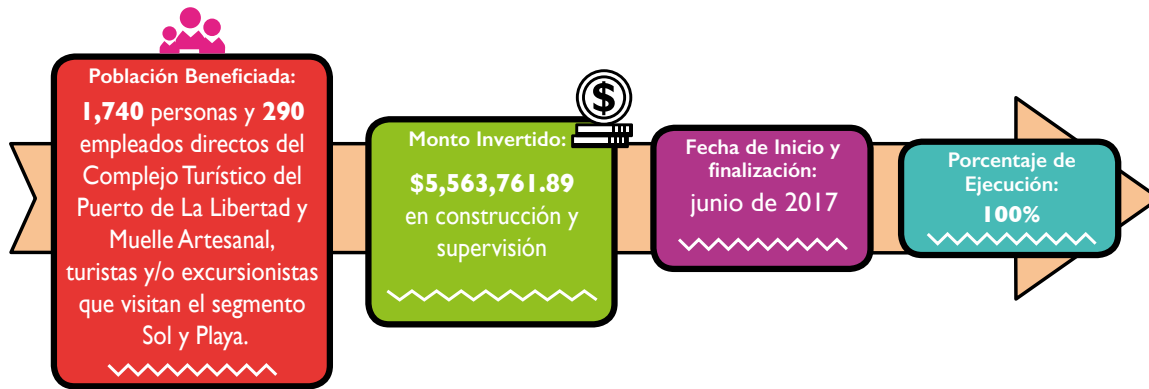 Población Beneficiada:
1,740 personas y 290
empleados directos del
Complejo Turístico del
Puerto de La Libertad y
Muelle Artesanal,
turistas y/o excursionistas
que visitan el segmento
Sol y Playa.
Monto Invertido:
$5,563,761.89
en construcción y
supervisión
$
Fecha de Inicio y
finalización:
junio de 2017
Porcentaje de
Ejecución:
100%